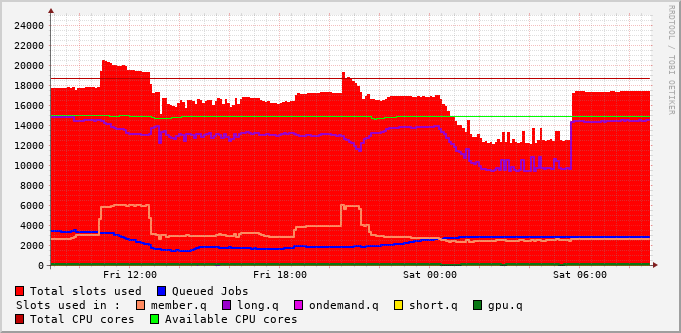 RRDTOOL / TOBI OETIKER
24000
22000
20000
18000
16000
14000
12000
10000
8000
6000
4000
2000
0
Fri 12:00 Fri 18:00 Sat 00:00 Sat 06:00
Total slots used Queued Jobs
Slots used in : member.q long.q ondemand.q short.q gpu.q
Total CPU cores Available CPU cores